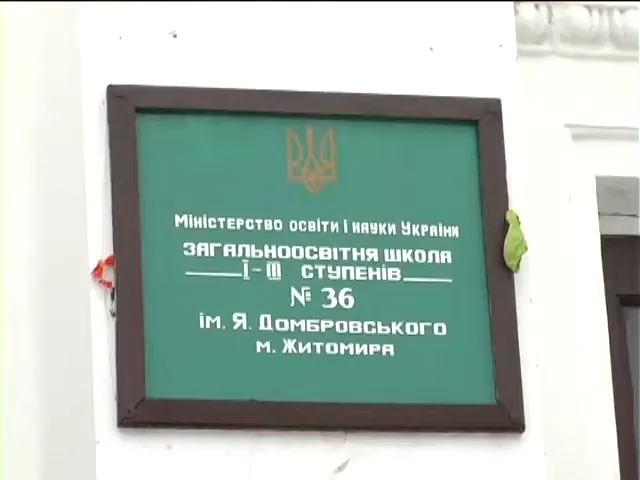 Міністерство освіти і науки України
ЗАГАЛЬНООСВІТНЯ ШКОЛА
І-ІІІ СТУПЕНІВ
№ 36
ім. Я. Домбровського
м. Житомира